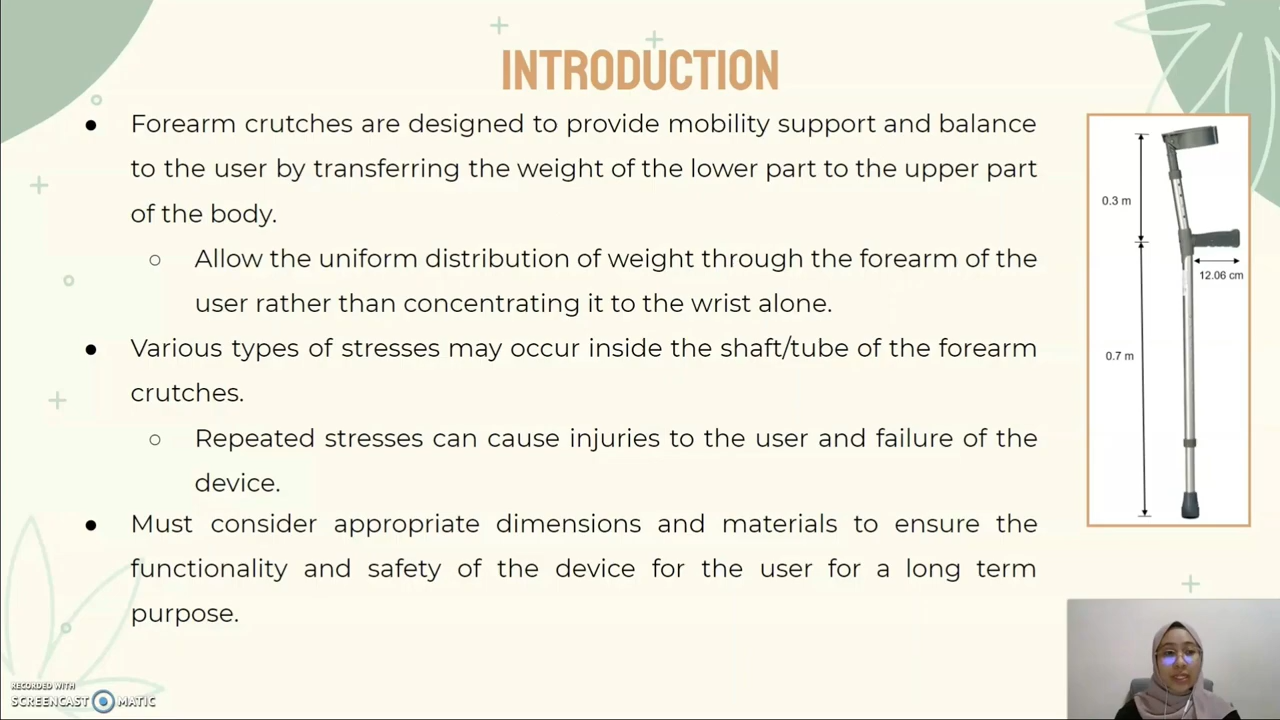 INTRODUCTION
● Forearm crutches are designed to provide mobility support and balance
to the user by transferring the weight of the lower part to the upper part
of the body.
○ Allow the uniform distribution of weight through the forearm of the
user rather than concentrating it to the wrist alone.
● Various types of stresses may occur inside the shaft/tube of the forearm
crutches.
○ Repeated stresses can cause injuries to the user and failure of the
device.
● Must consider appropriate dimensions and materials to ensure the
functionality and safety of the device for the user for a long term
purpose.
0.3 m
12.06 cm
0.7 m
RECORDED WITH
SCREENCAST MATIC